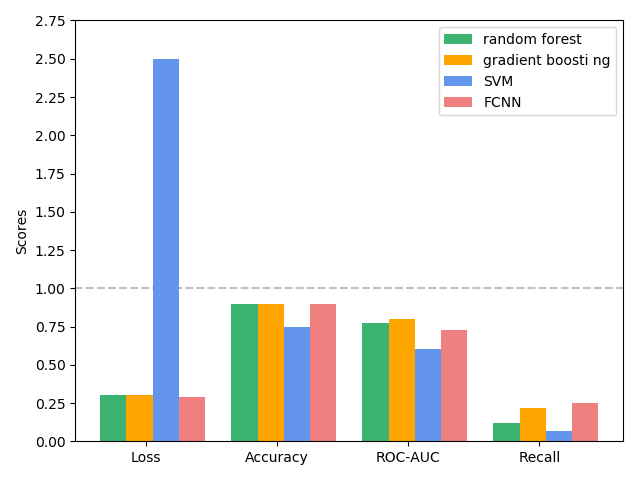 2.75
2.50
2.25
2.00
1.75
1.50
1.25
1.00
0.75
0.50
0.25
0.00
Scores
random forest
gradient boosti ng
SVM
FCNN
Loss
Accuracy
ROC-AUC
Recall